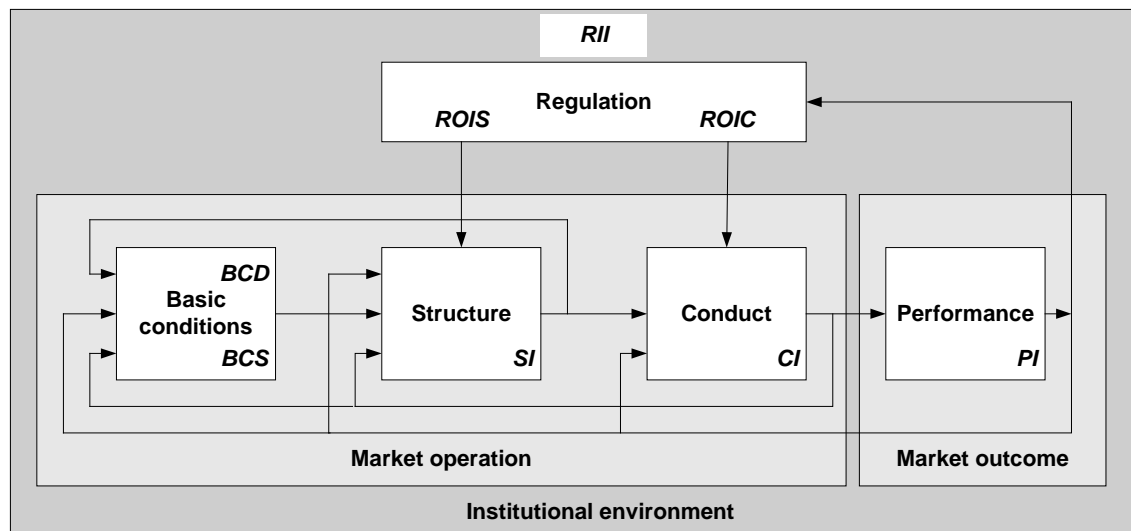 RII
Regulation
ROIS
ROIC
BCD
Basic
conditions
BCS
Structure
SI
Conduct
CI
Performance
PI
Market operation
Market outcome
Institutional environment